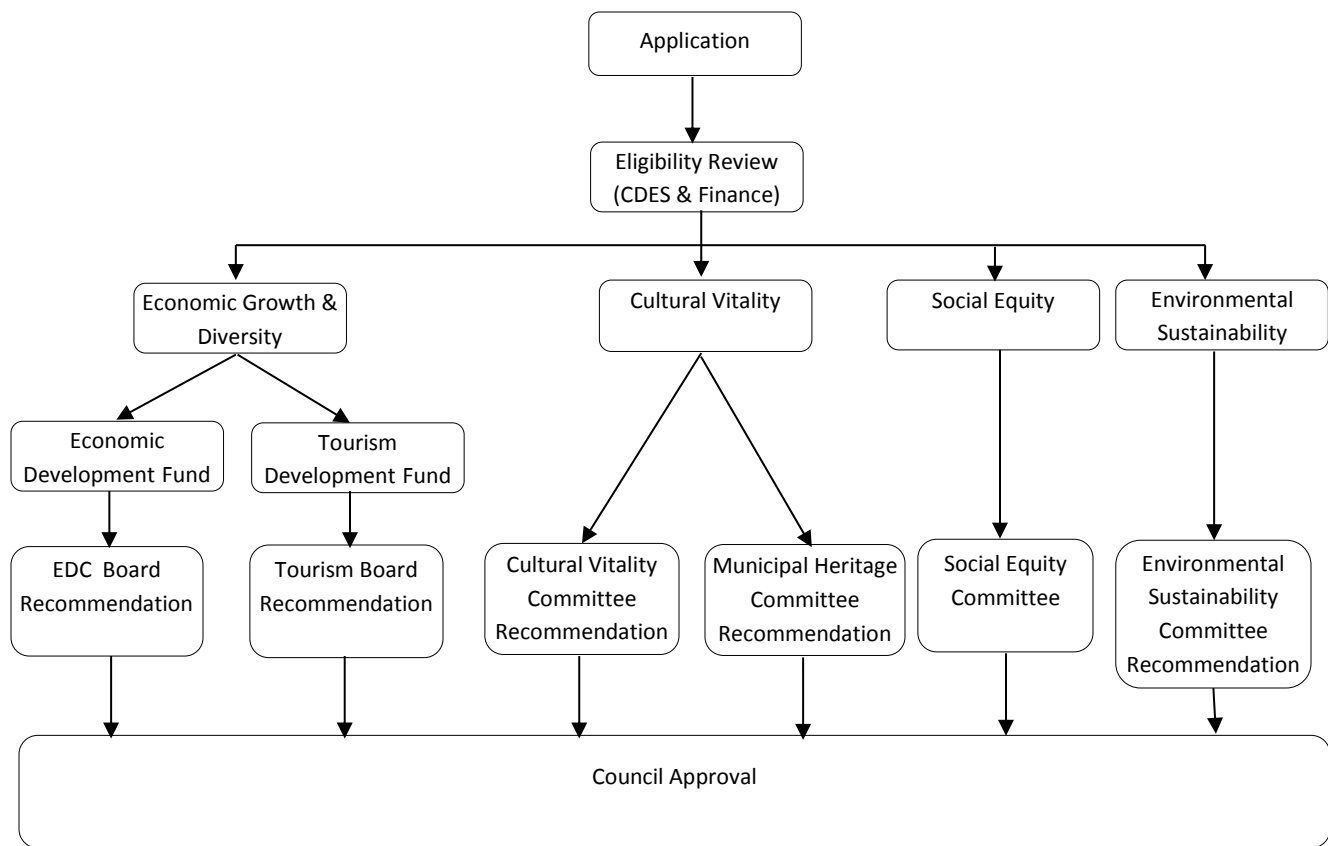 Application
Eligibility Review
(CDES & Finance)
Economic Growth &
Diversity
Cultural Vitality
Social Equity
Environmental
Sustainability
Economic
Development Fund
Tourism
Development Fund
EDC Board
Recommendation
Tourism Board
Recommendation
Cultural Vitality
Committee
Recommendation
Municipal Heritage
Committee
Recommendation
Social Equity
Committee
Environmental
Sustainability
Committee
Recommendation
Council Approval